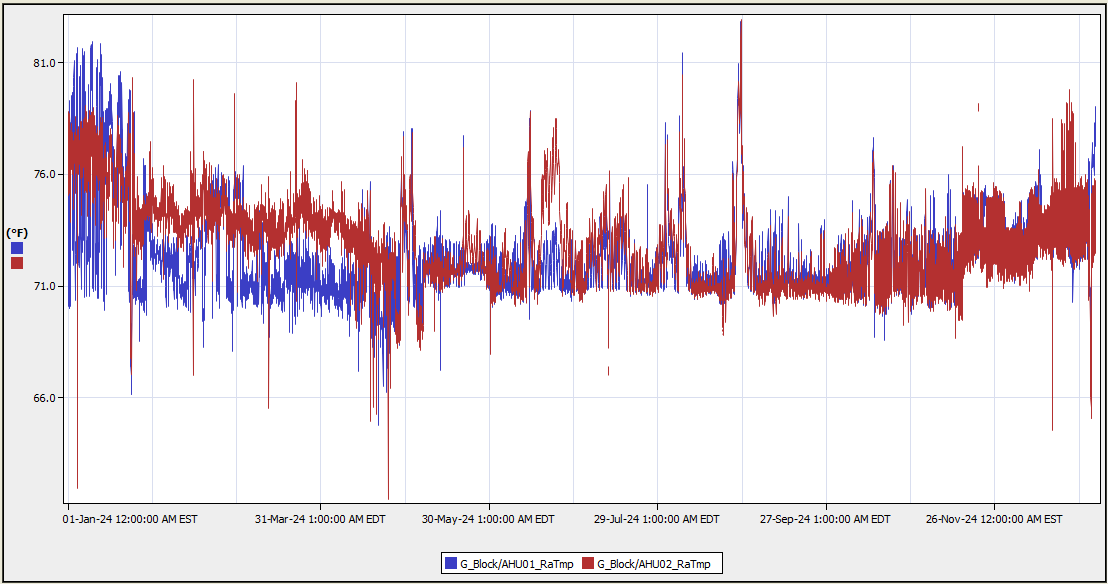 81.0
76.0
(°F)
71.0
66.0
01-Jan-24 12:00:00 AM EST 31-Mar-24 1:00:00 AM EDT 30-May-24 1:00:00 AM EDT 29-Jul-24 1:00:00 AM EDT 27-Sep-24 1:00:00 AM EDT 26-Nov-24 12:00:00 AM EST
G_Block/AHU01_RaTmp G_Block/AHU02_RaTmp